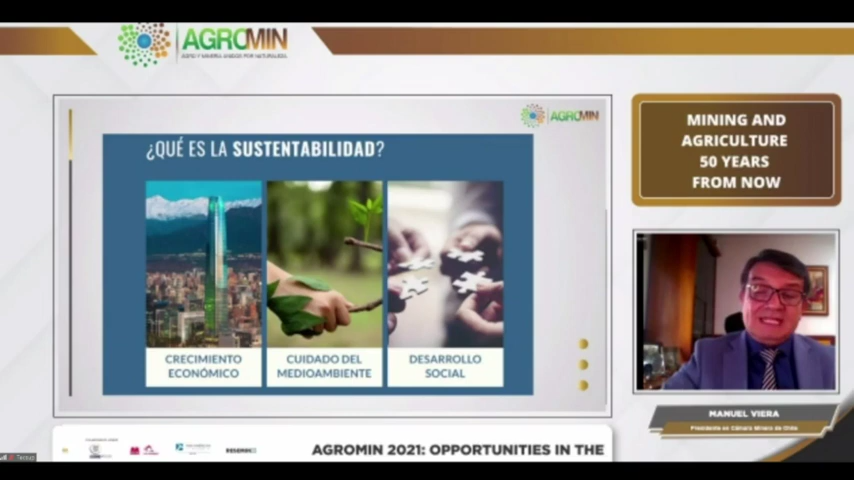 AGROMIN
AGRO Y MINERÍA UNIDOS POR NATURALEZA
AGROMIN
¿QUÉ ES LA SUSTENTABILIDAD?
CRECIMIENTO
ECONÓMICO
CUIDADO DEL
MEDIOAMBIENTE
DESARROLLO
SOCIAL
MINING AND
AGRICULTURE
50 YEARS
FROM NOW
MANUEL VIERA
Presidente en Cámara Minera de Chile
AGROMIN 2021: OPPORTUNITIES IN THE